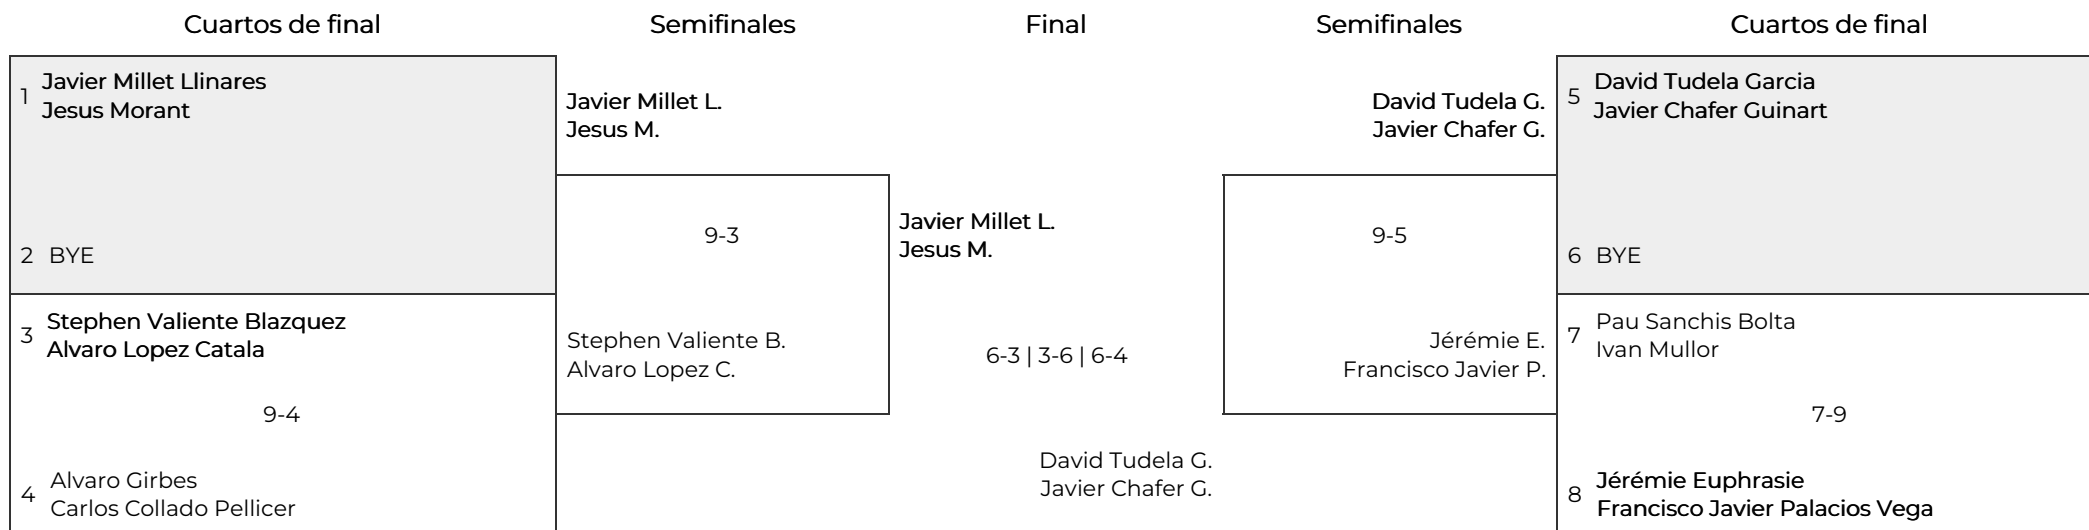 Cuartos de final
Semifinales
Final
Semifinales
Cuartos de final
1
Javier Millet Llinares
Jesus Morant
2 BYE
3
Stephen Valiente Blazquez
Alvaro Lopez Catala
9-4
4
Alvaro Girbes
Carlos Collado Pellicer
Javier Millet L.
Jesus M.
9-3
Stephen Valiente B.
Alvaro Lopez C.
Javier Millet L.
Jesus M.
6-3 | 3-6 | 6-4
David Tudela G.
Javier Chafer G.
David Tudela G.
Javier Chafer G.
9-5
Jérémie E.
Francisco Javier P.
5
David Tudela Garcia
Javier Chafer Guinart
6 BYE
7
Pau Sanchis Bolta
Ivan Mullor
7-9
8
Jérémie Euphrasie
Francisco Javier Palacios Vega